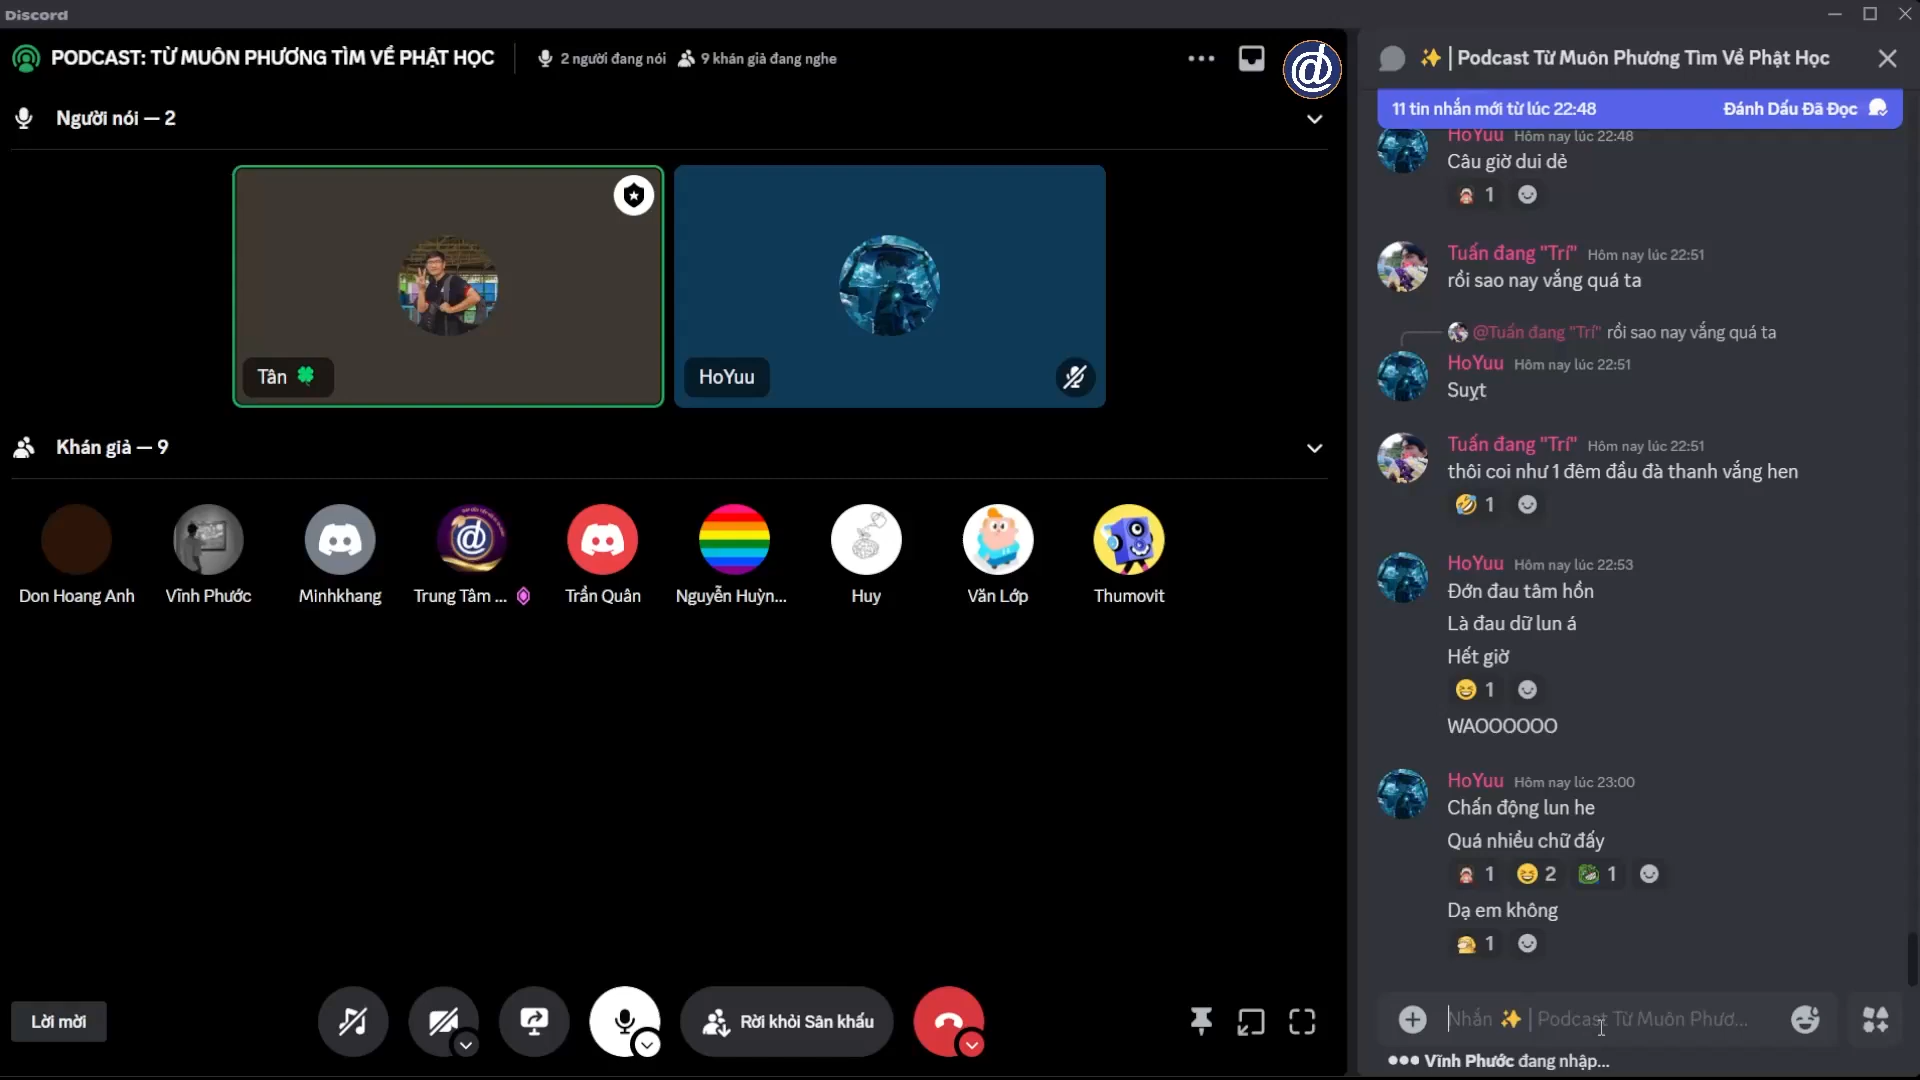 Discord
PODCAST: TỪ MUÔN PHƯƠNG TÌM VỀ PHẬT HỌC
2 người đang nói
9 khán giả đang nghe
Người nói — 2
Tân
HoYuu
Khán giả — 9
Don Hoang Anh
Vĩnh Phước
Minhkhang
Trung Tâm ...
Trần Quân
Nguyễn Huỳn...
Huy
Văn Lớp
Thumovit
Lời mời
Rời khỏi Sân khấu
Podcast Từ Muôn Phương Tìm Về Phật Học
11 tin nhắn mới từ lúc 22:48
Đánh Dấu Đã Đọc
HoYuu Hôm nay lúc 22:48
Câu giờ dui dẻ
1
Tuấn đang "Trí" Hôm nay lúc 22:51
rồi sao nay vắng quá ta
@Tuấn đang "Trí" rồi sao nay vắng quá ta
HoYuu Hôm nay lúc 22:51
Suỵt
Tuấn đang "Trí" Hôm nay lúc 22:51
thôi coi như 1 đêm đầu đà thanh vắng hen
1
HoYuu Hôm nay lúc 22:53
Đớn đau tâm hồn
Là đau dữ lun á
Hết giờ
1
WAOOOOOO
HoYuu Hôm nay lúc 23:00
Chấn động lun he
Quá nhiều chữ đấy
1 2 1
Dạ em không
1
Nhắn ✨ | Podcast Từ Muôn Phươ...
Vĩnh Phước đang nhập...